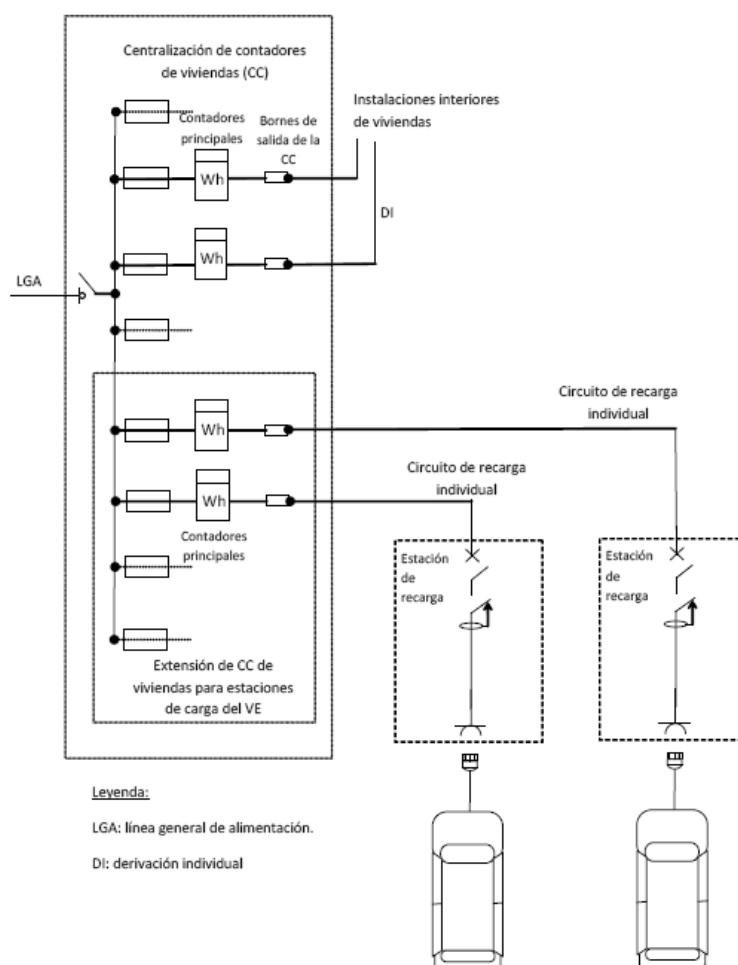 Centralización de contadores
de viviendas (CC)
Contadores
principales
Bornes de
salida de la
CC
Instalaciones interiores
de viviendas
Wh
DI
Wh
LGA
Circuito de recarga
individual
Wh
Circuito de recarga
individual
Wh
Contadores
principales
Estación
de
recarga
Estación
de
recarga
Extensión de CC de
viviendas para estaciones
de carga del VE
Leyenda:
LGA: línea general de alimentación.
DI: derivación individual